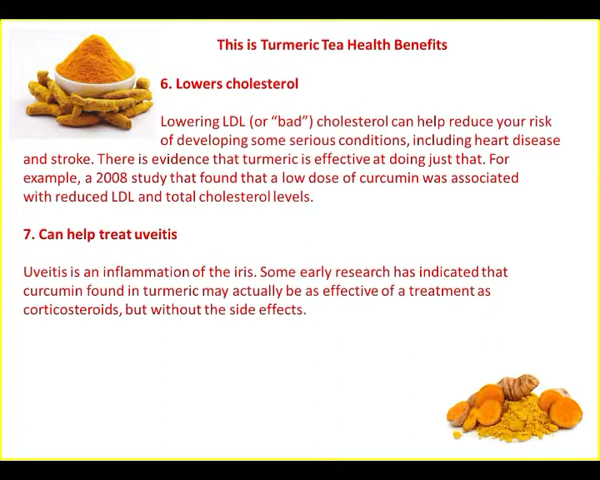 This is Turmeric Tea Health Benefits
6. Lowers cholesterol
Lowering LDL (or “bad”) cholesterol can help reduce your risk
of developing some serious conditions, including heart disease
and stroke. There is evidence that turmeric is effective at doing just that. For
example, a 2008 study that found that a low dose of curcumin was associated
with reduced LDL and total cholesterol levels.
7. Can help treat uveitis
Uveitis is an inflammation of the iris. Some early research has indicated that
curcumin found in turmeric may actually be as effective of a treatment as
corticosteroids, but without the side effects.